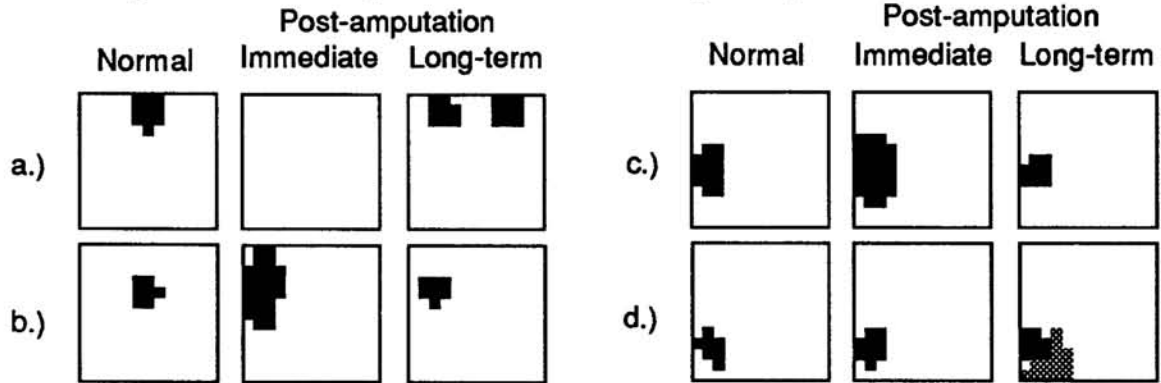 Post-amputation
Normal Immediate Long-term
a.)
b.)
Post-amputation
Normal Immediate Long-term
c.)
d.)